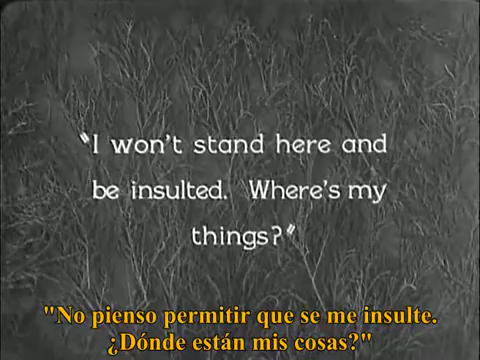 "I won't stand here and
be insulted. Where's my
things?"
"No pienso permitir que se me insulte.
¿Dónde están mis cosas?"